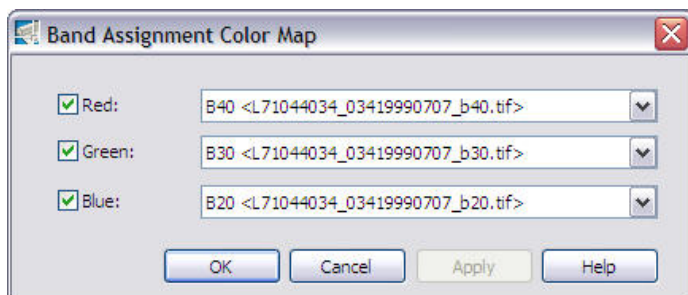 Band Assignment Color Map
Red: B40 <L71044034_03419990707_b40.tif>
Green: B30 <L71044034_03419990707_b30.tif>
Blue: B20 <L71044034_03419990707_b20.tif>
OK Cancel Apply Help